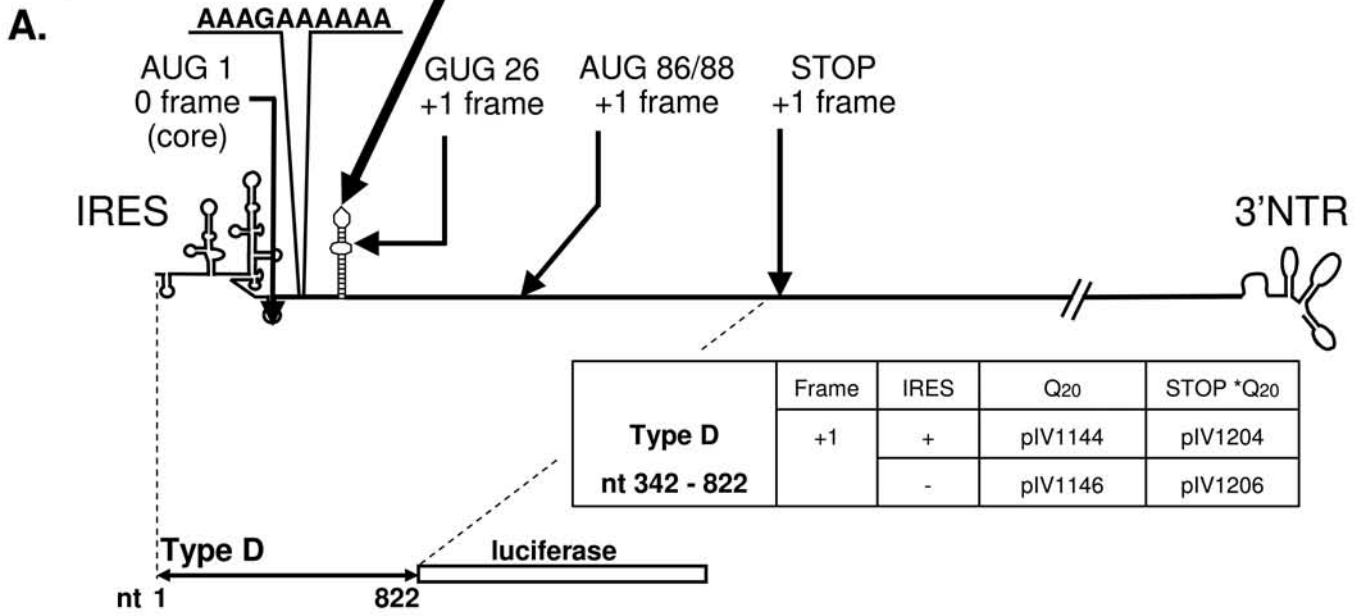 A.
AAAGAAAAAA
AUG 1
0 frame
(core)
GUG 26
+1 frame
AUG 86/88
+1 frame
STOP
+1 frame
IRES
3'NTR
Frame IRES Q20 STOP *Q20
Type D +1 + pIV1144 pIV1204
nt 342 - 822 - pIV1146 pIV1206
Type D
luciferase
nt 1
822